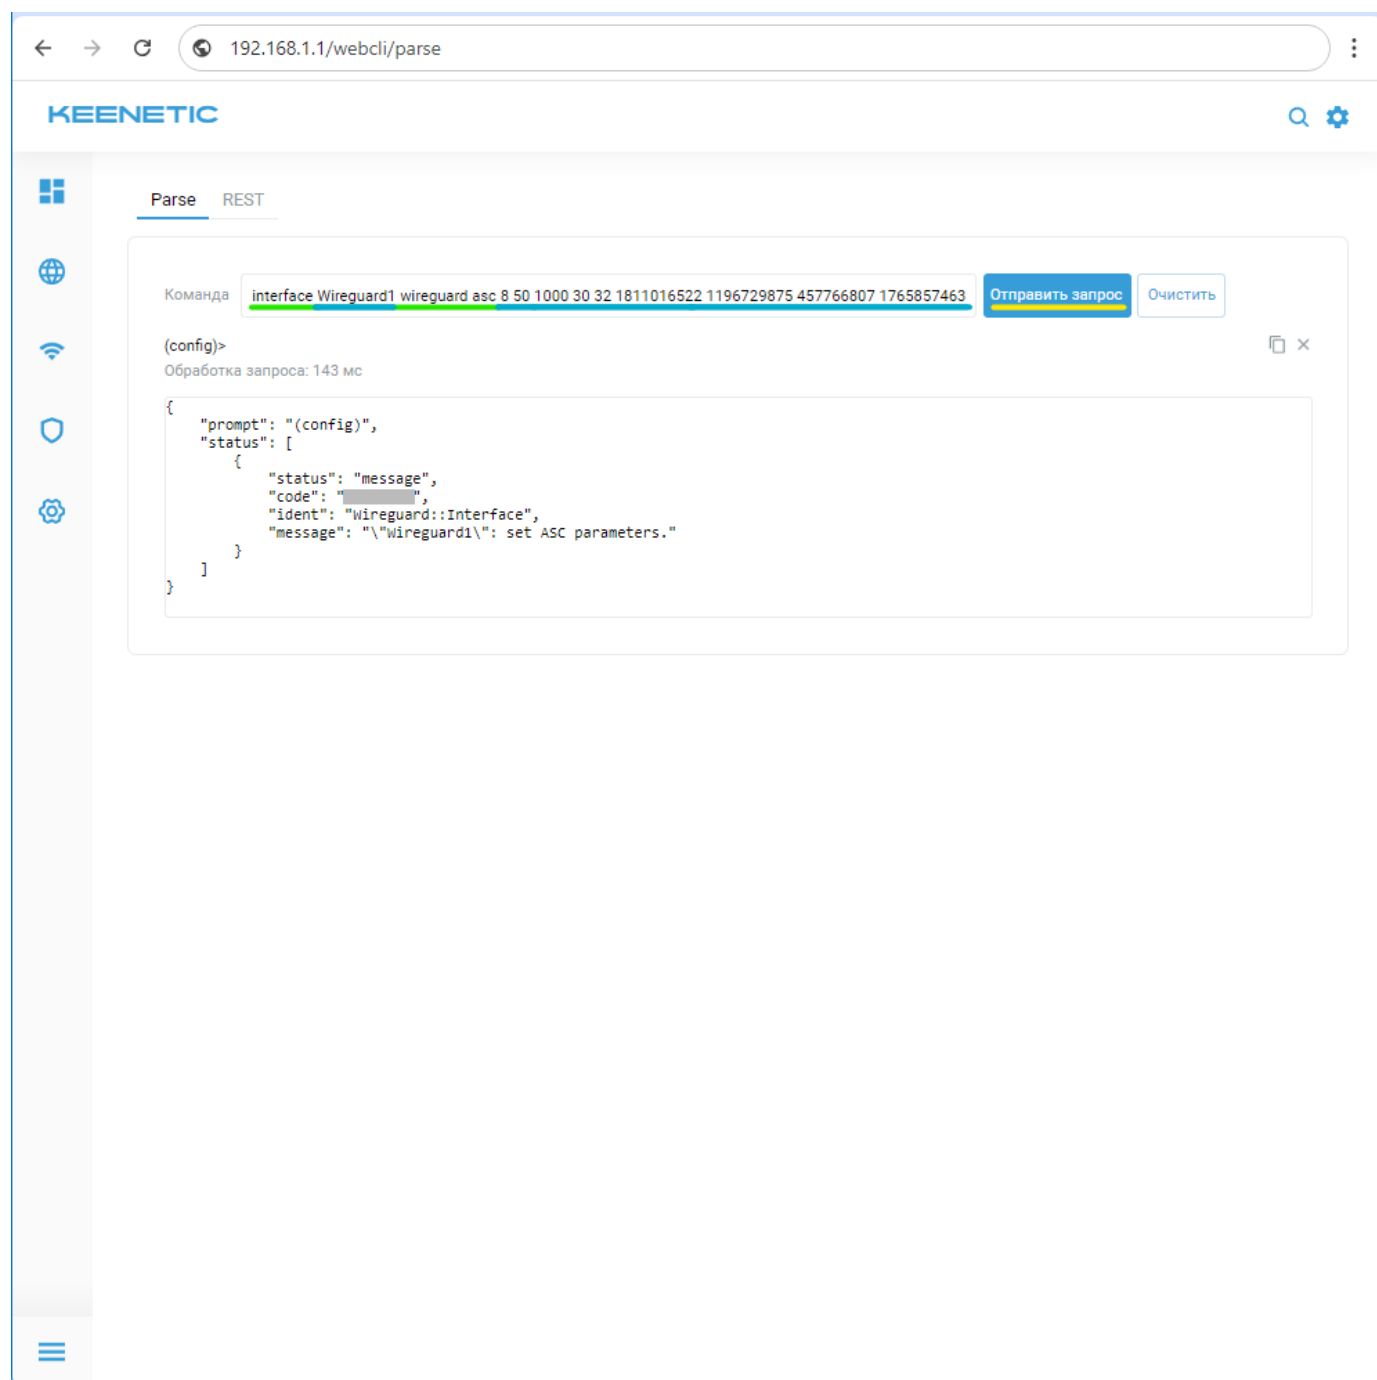 192.168.1.1/webcli/parse
KEENETIC
Parse REST
Команда interface Wireguard1 wireguard asc 8 50 1000 30 32 1811016522 1196729875 457766807 1765857463 Отправить запрос Очистить
(config)>
Обработка запроса: 143 мс
{
"prompt": "(config)",
"status": [
{
"status": "message",
"code": "",
"ident": "Wireguard::Interface",
"message": "\"Wireguard1\": set ASC parameters."
}
]
}